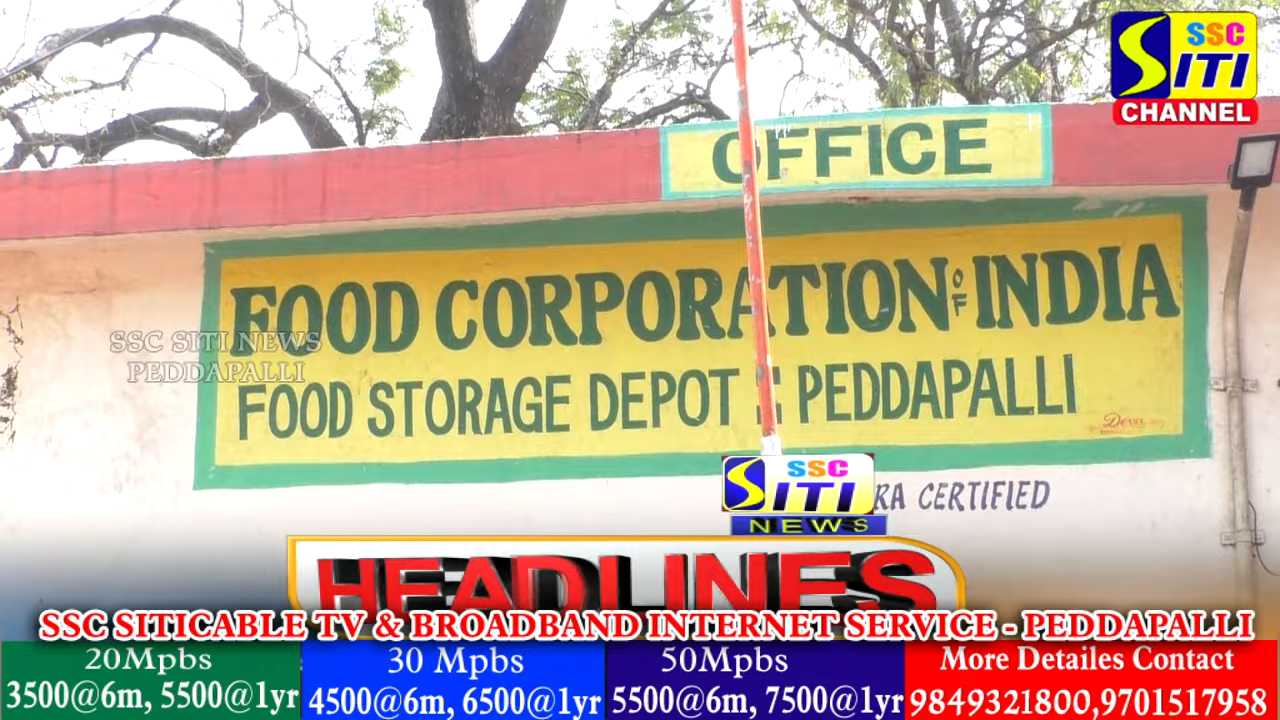 SSC
SITI
CHANNEL
OFFICE
FOOD CORPORATION OF INDIA
SSC SITI NEWS
PEDDAPALLI
FOOD STORAGE DEPOT : PEDDAPALLI
Deva
SSC
SITI
NEWS
RA CERTIFIED
HEADLINES
SSC SITICABLE TV & BROADBAND INTERNET SERVICE - PEDDAPALLI
20Mpbs
3500@6m, 5500@1yr
30 Mpbs
4500@6m, 6500@1yr
50Mpbs
5500@6m, 7500@1yr
More Detailes Contact
9849321800,9701517958